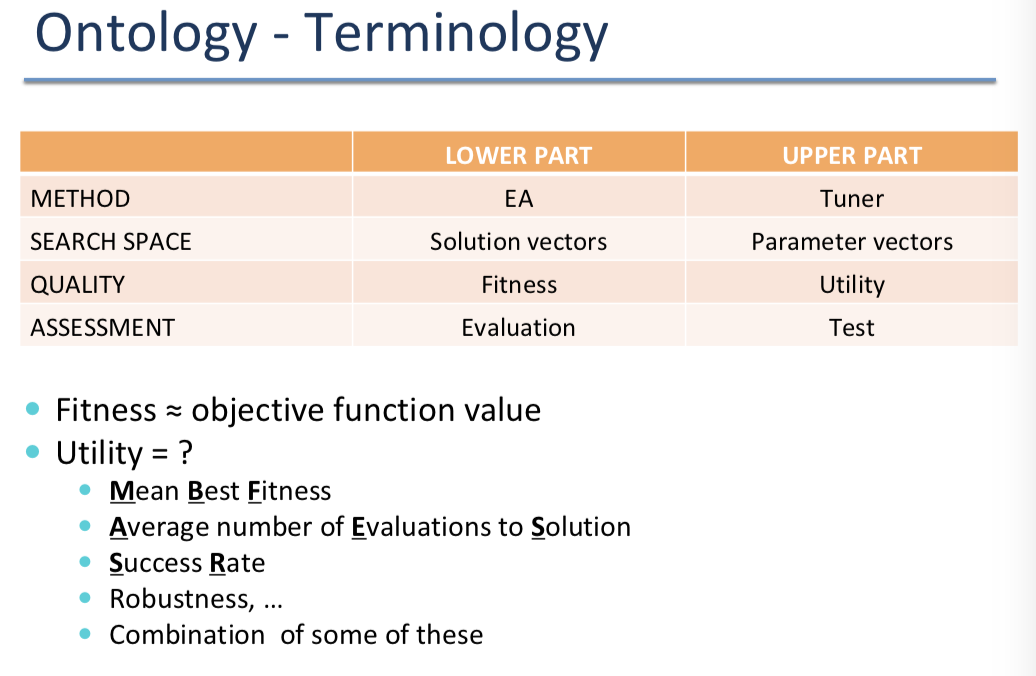 Ontology - Terminology
LOWER PART UPPER PART
METHOD EA Tuner
SEARCH SPACE Solution vectors Parameter vectors
QUALITY Fitness Utility
ASSESSMENT Evaluation Test
• Fitness ≈ objective function value
• Utility = ?
• Mean Best Fitness
• Average number of Evaluations to Solution
• Success Rate
• Robustness, ...
• Combination of some of these